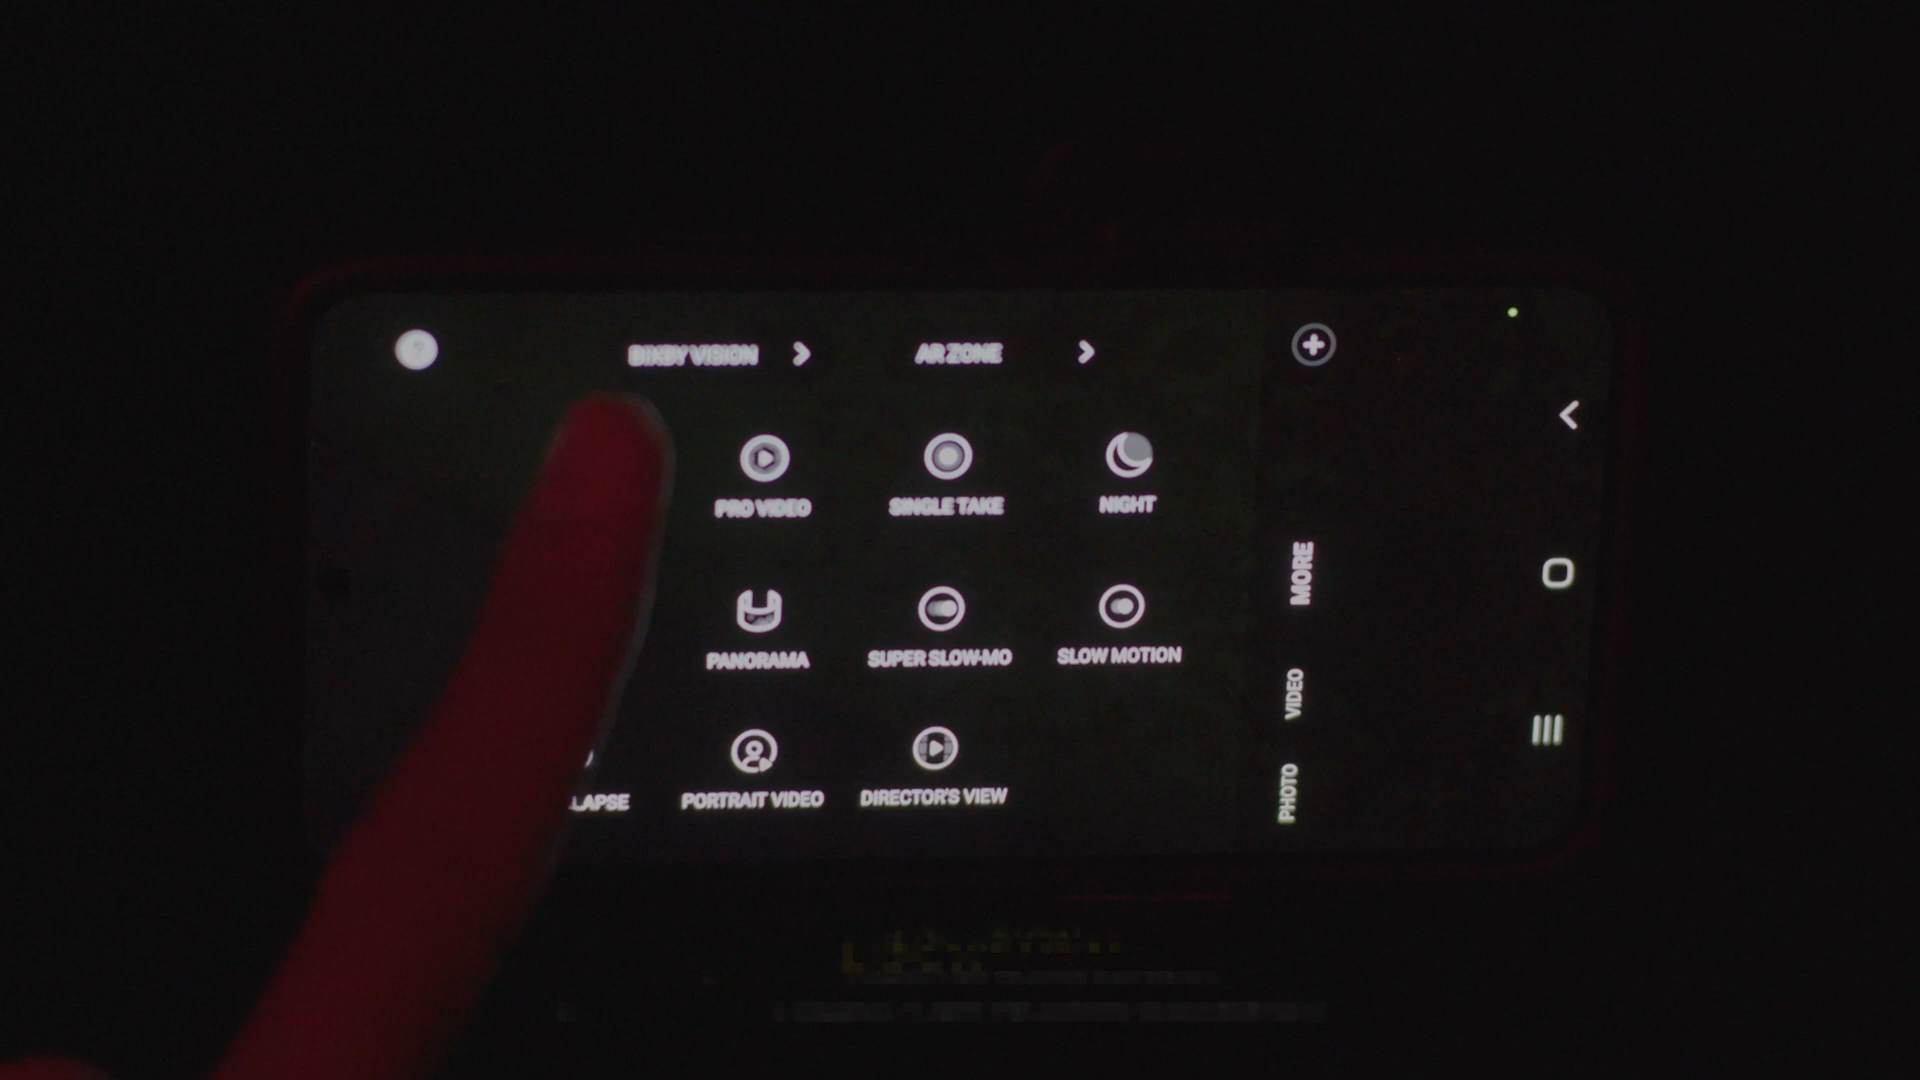 BIXBY VISION
AR ZONE
PRO VIDEO
SINGLE TAKE
NIGHT
PANORAMA
SUPER SLOW-MO
SLOW MOTION
LAPSE
PORTRAIT VIDEO
DIRECTOR'S VIEW
MORE
VIDEO
PHOTO